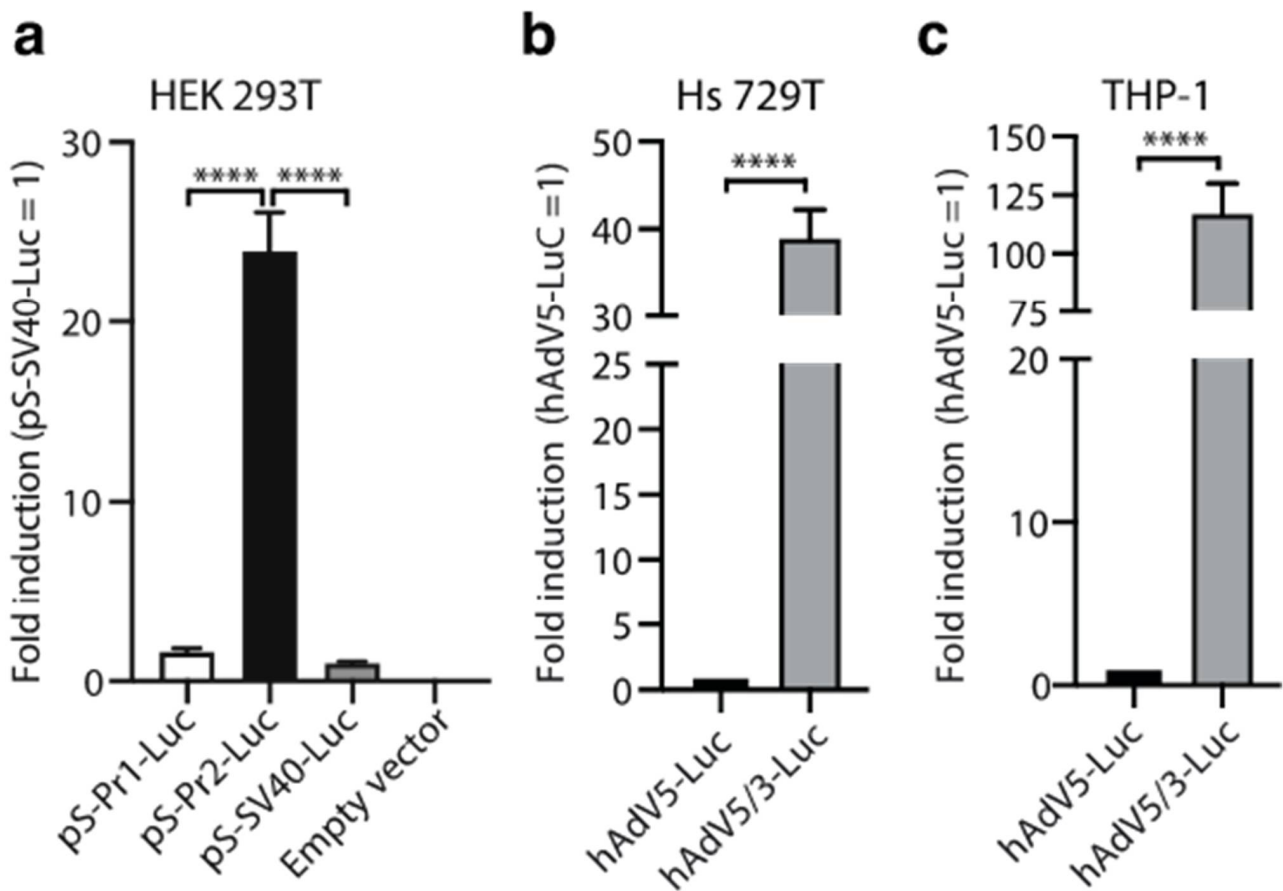 a
HEK 293T
Fold induction (pS-SV40-Luc = 1)
30
20
10
0
**** ****
pS-Pr1-Luc
pS-Pr2-Luc
pS-SV40-Luc
Empty vector
b
Hs 729T
Fold induction (hAdV5-LuC = 1)
50
40
30
25
20
15
10
5
0
****
hAdV5-Luc
hAdV5/3-Luc
c
THP-1
Fold induction (hAdV5-Luc = 1)
150
125
100
75
20
10
0
****
hAdV5-Luc
hAdV5/3-Luc